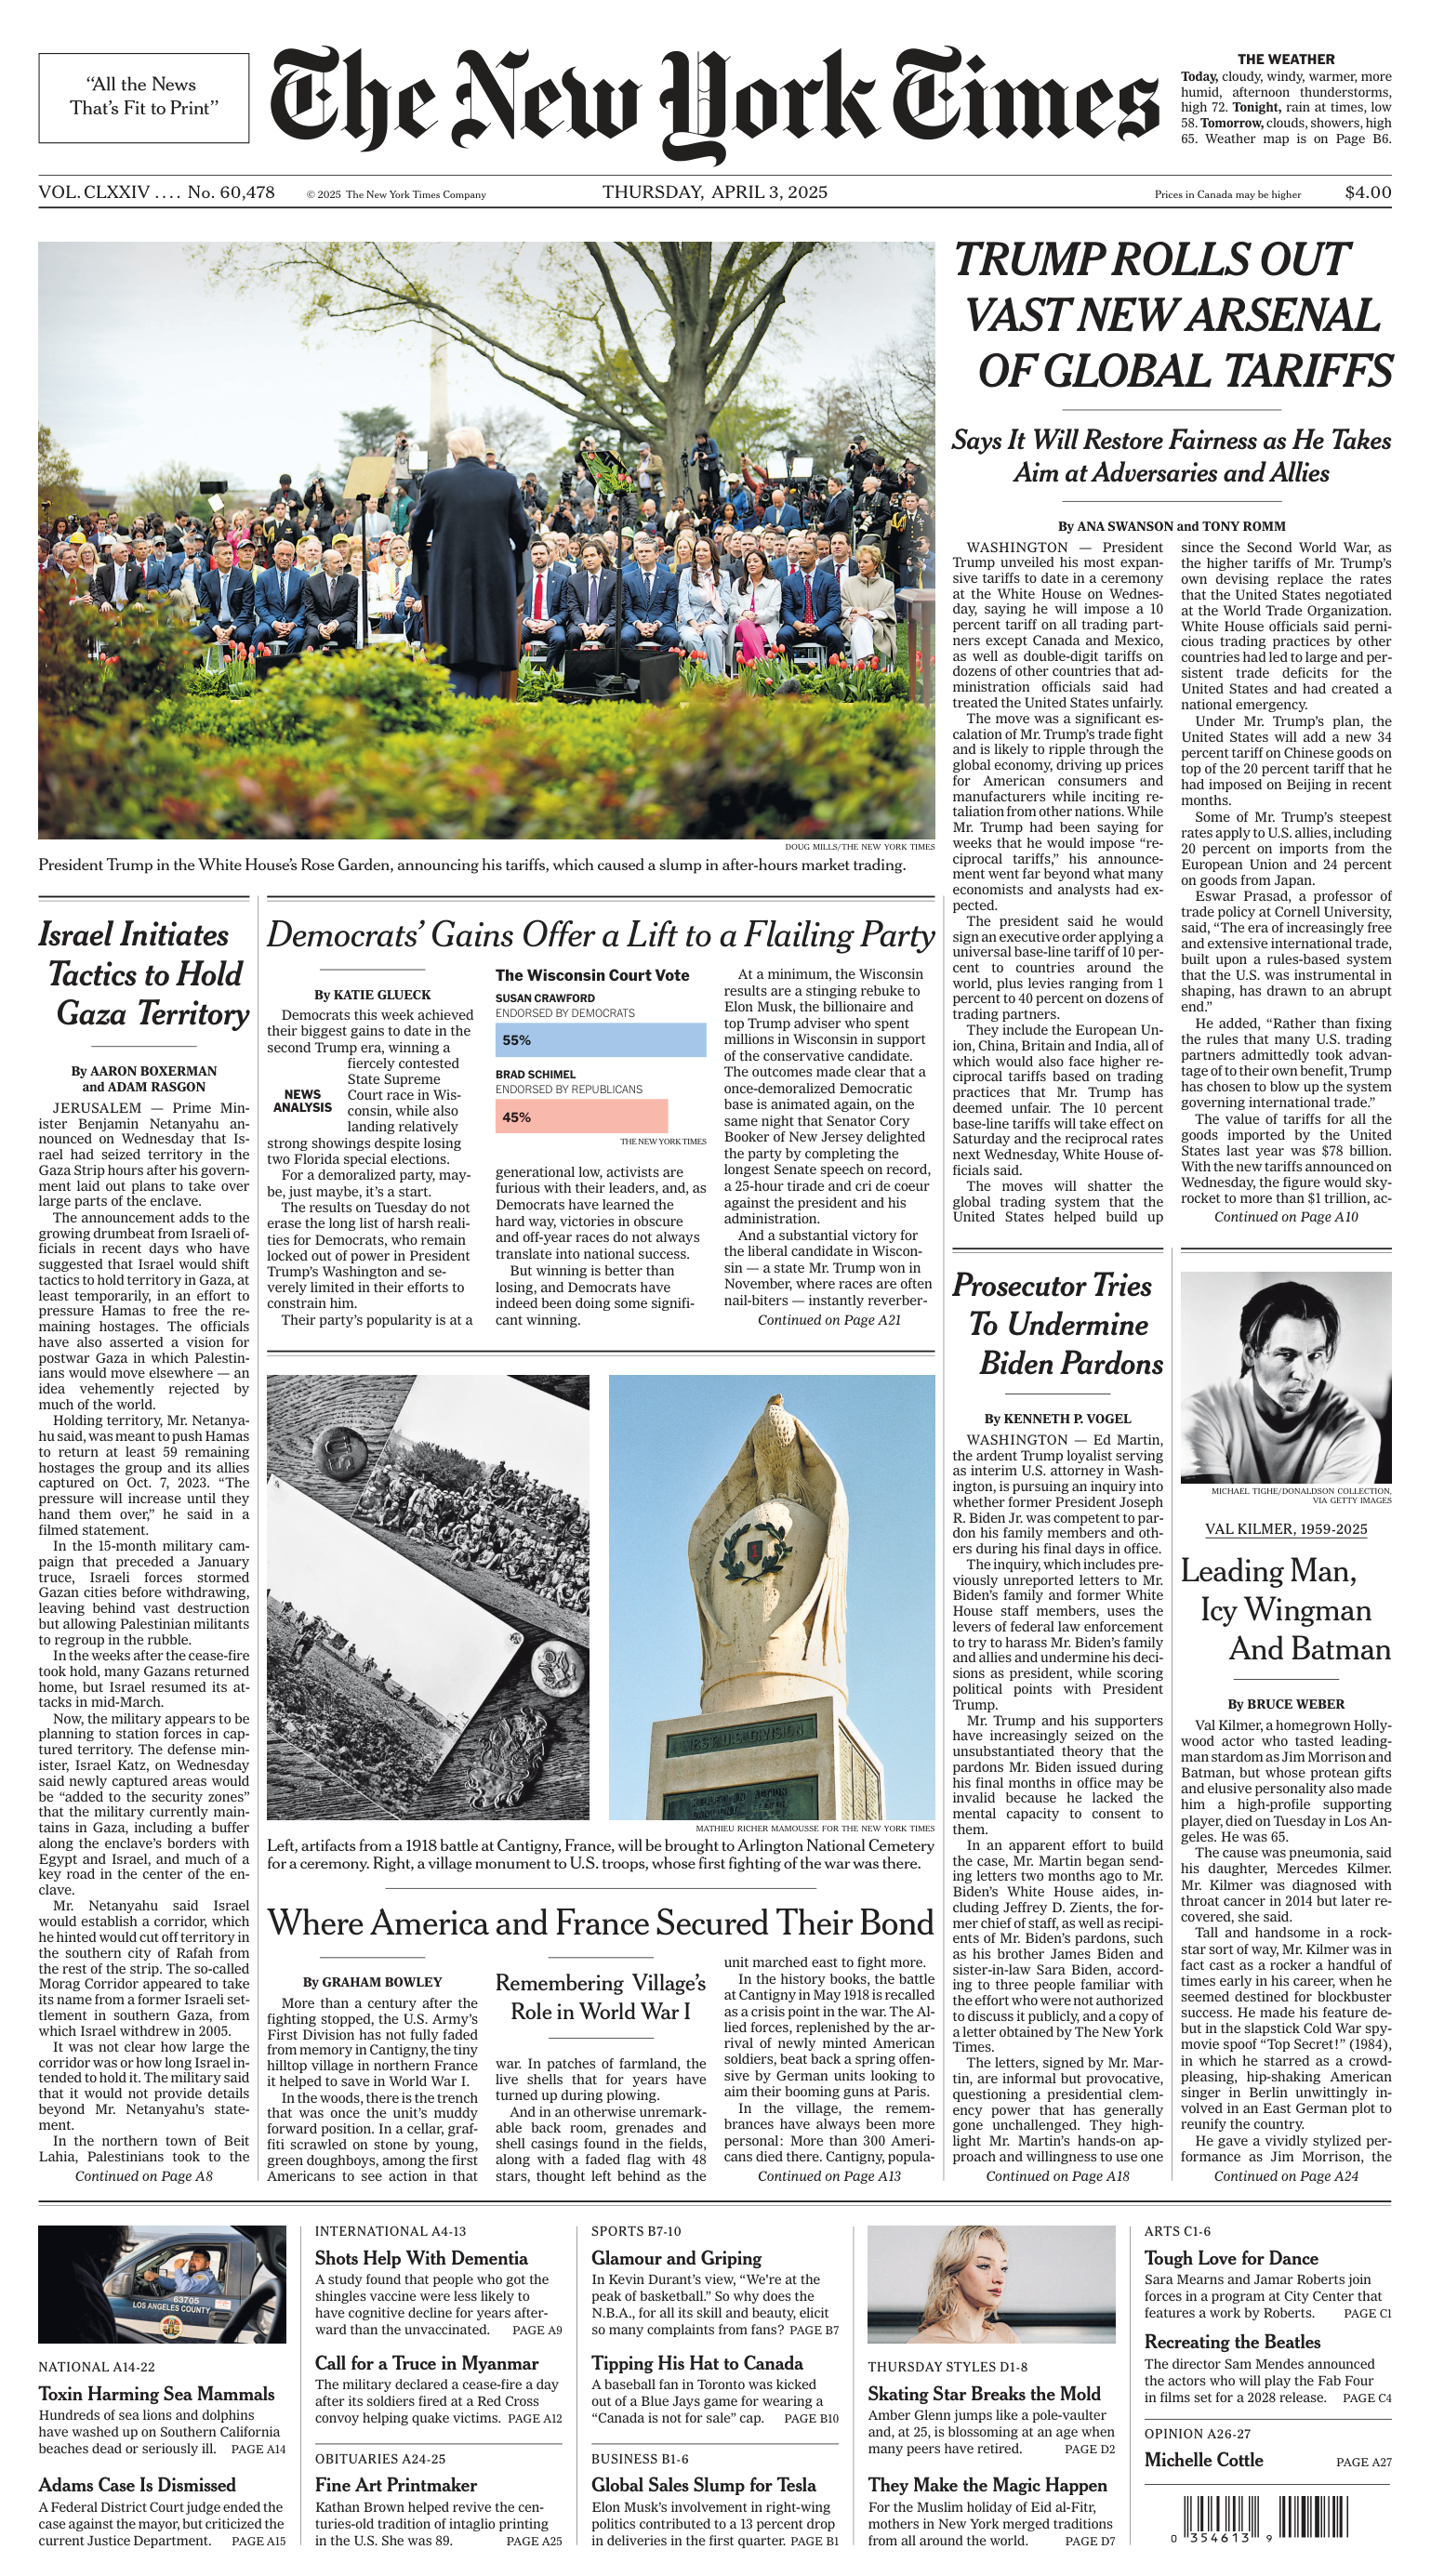 “All the News
That’s Fit to Print”
The New York Times
THE WEATHER
Today, cloudy, windy, warmer, more
humid, afternoon thunderstorms,
high 72. Tonight, rain at times, low
58. Tomorrow, clouds, showers, high
65. Weather map is on Page B6.
VOL. CLXXIV .... No. 60,478
© 2025 The New York Times Company
THURSDAY, APRIL 3, 2025
Prices in Canada may be higher
$4.00
DOUG MILLS/THE NEW YORK TIMES
President Trump in the White House’s Rose Garden, announcing his tariffs, which caused a slump in after-hours market trading.
TRUMP ROLLS OUT
VAST NEW ARSENAL
OF GLOBAL TARIFFS
Says It Will Restore Fairness as He Takes
Aim at Adversaries and Allies
By ANA SWANSON and TONY ROMM
WASHINGTON — President
Trump unveiled his most expan-
sive tariffs to date in a ceremony
at the White House on Wednes-
day, saying he will impose a 10
percent tariff on all trading part-
ners except Canada and Mexico,
as well as double-digit tariffs on
dozens of other countries that ad-
ministration officials said had
treated the United States unfairly.
The move was a significant es-
calation of Mr. Trump’s trade fight
and is likely to ripple through the
global economy, driving up prices
for American consumers and
manufacturers while inciting re-
taliation from other nations. While
Mr. Trump had been saying for
weeks that he would impose “re-
ciprocal tariffs,” his announce-
ment went far beyond what many
economists and analysts had ex-
pected.
The president said he would
sign an executive order applying a
universal base-line tariff of 10 per-
cent to countries around the
world, plus levies ranging from 1
percent to 40 percent on dozens of
trading partners.
They include the European Un-
ion, China, Britain and India, all of
which would also face higher re-
ciprocal tariffs based on trading
practices that Mr. Trump has
deemed unfair. The 10 percent
base-line tariffs will take effect on
Saturday and the reciprocal rates
next Wednesday, White House of-
ficials said.
The moves will shatter the
global trading system that the
United States helped build up
since the Second World War, as
the higher tariffs of Mr. Trump’s
own devising replace the rates
that the United States negotiated
at the World Trade Organization.
White House officials said perni-
cious trading practices by other
countries had led to large and per-
sistent trade deficits for the
United States and had created a
national emergency.
Under Mr. Trump’s plan, the
United States will add a new 34
percent tariff on Chinese goods on
top of the 20 percent tariff that he
had imposed on Beijing in recent
months.
Some of Mr. Trump’s steepest
rates apply to U.S. allies, including
20 percent on imports from the
European Union and 24 percent
on goods from Japan.
Eswar Prasad, a professor of
trade policy at Cornell University,
said, “The era of increasingly free
and extensive international trade,
built upon a rules-based system
that the U.S. was instrumental in
shaping, has drawn to an abrupt
end.”
He added, “Rather than fixing
the rules that many U.S. trading
partners admittedly took advan-
tage of to their own benefit, Trump
has chosen to blow up the system
governing international trade.”
The value of tariffs for all the
goods imported by the United
States last year was $78 billion.
With the new tariffs announced on
Wednesday, the figure would sky-
rocket to more than $1 trillion, ac-
Continued on Page A10
Israel Initiates
Tactics to Hold
Gaza Territory
By AARON BOXERMAN
and ADAM RASGON
JERUSALEM — Prime Min-
ister Benjamin Netanyahu an-
nounced on Wednesday that Is-
rael had seized territory in the
Gaza Strip hours after his govern-
ment laid out plans to take over
large parts of the enclave.
The announcement adds to the
growing drumbeat from Israeli of-
ficials in recent days who have
suggested that Israel would shift
tactics to hold territory in Gaza, at
least temporarily, in an effort to
pressure Hamas to free the re-
maining hostages. The officials
have also asserted a vision for
postwar Gaza in which Palestin-
ians would move elsewhere — an
idea vehemently rejected by
much of the world.
Holding territory, Mr. Netanya-
hu said, was meant to push Hamas
to return at least 59 remaining
hostages the group and its allies
captured on Oct. 7, 2023. “The
pressure will increase until they
hand them over,” he said in a
filmed statement.
In the 15-month military cam-
paign that preceded a January
truce, Israeli forces stormed
Gazan cities before withdrawing,
leaving behind vast destruction
but allowing Palestinian militants
to regroup in the rubble.
In the weeks after the cease-fire
took hold, many Gazans returned
home, but Israel resumed its at-
tacks in mid-March.
Now, the military appears to be
planning to station forces in cap-
tured territory. The defense min-
ister, Israel Katz, on Wednesday
said newly captured areas would
be “added to the security zones”
that the military currently main-
tains in Gaza, including a buffer
along the enclave’s borders with
Egypt and Israel, and much of a
key road in the center of the en-
clave.
Mr. Netanyahu said Israel
would establish a corridor, which
he hinted would cut off territory in
the southern city of Rafah from
the rest of the strip. The so-called
Morag Corridor appeared to take
its name from a former Israeli set-
tlement in southern Gaza, from
which Israel withdrew in 2005.
It was not clear how large the
corridor was or how long Israel in-
tended to hold it. The military said
that it would not provide details
beyond Mr. Netanyahu’s state-
ment.
In the northern town of Beit
Lahia, Palestinians took to the
Continued on Page A8
Democrats’ Gains Offer a Lift to a Flailing Party
By KATIE GLUECK
Democrats this week achieved
their biggest gains to date in the
second Trump era, winning a
fiercely contested
State Supreme
Court race in Wis-
consin, while also
landing relatively
NEWS
ANALYSIS
strong showings despite losing
two Florida special elections.
For a demoralized party, may-
be, just maybe, it’s a start.
The results on Tuesday do not
erase the long list of harsh reali-
ties for Democrats, who remain
locked out of power in President
Trump’s Washington and se-
verely limited in their efforts to
constrain him.
Their party’s popularity is at a
The Wisconsin Court Vote
SUSAN CRAWFORD
ENDORSED BY DEMOCRATS
55%
BRAD SCHIMEL
ENDORSED BY REPUBLICANS
45%
THE NEW YORK TIMES
generational low, activists are
furious with their leaders, and, as
Democrats have learned the
hard way, victories in obscure
and off-year races do not always
translate into national success.
But winning is better than
losing, and Democrats have
indeed been doing some signifi-
cant winning.
At a minimum, the Wisconsin
results are a stinging rebuke to
Elon Musk, the billionaire and
top Trump adviser who spent
millions in Wisconsin in support
of the conservative candidate.
The outcomes made clear that a
once-demoralized Democratic
base is animated again, on the
same night that Senator Cory
Booker of New Jersey delighted
the party by completing the
longest Senate speech on record,
a 25-hour tirade and cri de coeur
against the president and his
administration.
And a substantial victory for
the liberal candidate in Wiscon-
sin — a state Mr. Trump won in
November, where races are often
nail-biters — instantly reverber-
Continued on Page A21
FIRST U.S. DIVISION
MATHIEU RICHER MAMOUSSE FOR THE NEW YORK TIMES
Left, artifacts from a 1918 battle at Cantigny, France, will be brought to Arlington National Cemetery
for a ceremony. Right, a village monument to U.S. troops, whose first fighting of the war was there.
Where America and France Secured Their Bond
By GRAHAM BOWLEY
More than a century after the
fighting stopped, the U.S. Army’s
First Division has not fully faded
from memory in Cantigny, the tiny
hilltop village in northern France
it helped to save in World War I.
In the woods, there is the trench
that was once the unit’s muddy
forward position. In a cellar, graf-
fiti scrawled on stone by young,
green doughboys, among the first
Americans to see action in that
Remembering Village’s
Role in World War I
war. In patches of farmland, the
live shells that for years have
turned up during plowing.
And in an otherwise unremark-
able back room, grenades and
shell casings found in the fields,
along with a faded flag with 48
stars, thought left behind as the
unit marched east to fight more.
In the history books, the battle
at Cantigny in May 1918 is recalled
as a crisis point in the war. The Al-
lied forces, replenished by the ar-
rival of newly minted American
soldiers, beat back a spring offen-
sive by German units looking to
aim their booming guns at Paris.
In the village, the remem-
brances have always been more
personal: More than 300 Ameri-
cans died there. Cantigny, popula-
Continued on Page A13
Prosecutor Tries
To Undermine
Biden Pardons
By KENNETH P. VOGEL
WASHINGTON — Ed Martin,
the ardent Trump loyalist serving
as interim U.S. attorney in Wash-
ington, is pursuing an inquiry into
whether former President Joseph
R. Biden Jr. was competent to par-
don his family members and oth-
ers during his final days in office.
The inquiry, which includes pre-
viously unreported letters to Mr.
Biden’s family and former White
House staff members, uses the
levers of federal law enforcement
to try to harass Mr. Biden’s family
and allies and undermine his deci-
sions as president, while scoring
political points with President
Trump.
Mr. Trump and his supporters
have increasingly seized on the
unsubstantiated theory that the
pardons Mr. Biden issued during
his final months in office may be
invalid because he lacked the
mental capacity to consent to
them.
In an apparent effort to build
the case, Mr. Martin began send-
ing letters two months ago to Mr.
Biden’s White House aides, in-
cluding Jeffrey D. Zients, the for-
mer chief of staff, as well as recipi-
ents of Mr. Biden’s pardons, such
as his brother James Biden and
sister-in-law Sara Biden, accord-
ing to three people familiar with
the effort who were not authorized
to discuss it publicly, and a copy of
a letter obtained by The New York
Times.
The letters, signed by Mr. Mar-
tin, are informal but provocative,
questioning a presidential clem-
ency power that has generally
gone unchallenged. They high-
light Mr. Martin’s hands-on ap-
proach and willingness to use one
Continued on Page A18
MICHAEL TIGHE/DONALDSON COLLECTION,
VIA GETTY IMAGES
VAL KILMER, 1959-2025
Leading Man,
Icy Wingman
And Batman
By BRUCE WEBER
Val Kilmer, a homegrown Holly-
wood actor who tasted leading-
man stardom as Jim Morrison and
Batman, but whose protean gifts
and elusive personality also made
him a high-profile supporting
player, died on Tuesday in Los An-
geles. He was 65.
The cause was pneumonia, said
his daughter, Mercedes Kilmer.
Mr. Kilmer was diagnosed with
throat cancer in 2014 but later re-
covered, she said.
Tall and handsome in a rock-
star sort of way, Mr. Kilmer was in
fact cast as a rocker a handful of
times early in his career, when he
seemed destined for blockbuster
success. He made his feature de-
but in the slapstick Cold War spy-
movie spoof “Top Secret!” (1984),
in which he starred as a crowd-
pleasing, hip-shaking American
singer in Berlin unwittingly in-
volved in an East German plot to
reunify the country.
He gave a vividly stylized per-
formance as Jim Morrison, the
Continued on Page A24
63705
LOS ANGELES COUNTY
NATIONAL A14-22
Toxin Harming Sea Mammals
Hundreds of sea lions and dolphins
have washed up on Southern California
beaches dead or seriously ill. PAGE A14
Adams Case Is Dismissed
A Federal District Court judge ended the
case against the mayor, but criticized the
current Justice Department. PAGE A15
INTERNATIONAL A4-13
Shots Help With Dementia
A study found that people who got the
shingles vaccine were less likely to
have cognitive decline for years after-
ward than the unvaccinated. PAGE A9
Call for a Truce in Myanmar
The military declared a cease-fire a day
after its soldiers fired at a Red Cross
convoy helping quake victims. PAGE A12
OBITUARIES A24-25
Fine Art Printmaker
Kathan Brown helped revive the cen-
turies-old tradition of intaglio printing
in the U.S. She was 89. PAGE A25
SPORTS B7-10
Glamour and Griping
In Kevin Durant’s view, “We’re at the
peak of basketball.” So why does the
N.B.A., for all its skill and beauty, elicit
so many complaints from fans? PAGE B7
Tipping His Hat to Canada
A baseball fan in Toronto was kicked
out of a Blue Jays game for wearing a
“Canada is not for sale” cap. PAGE B10
BUSINESS B1-6
Global Sales Slump for Tesla
Elon Musk’s involvement in right-wing
politics contributed to a 13 percent drop
in deliveries in the first quarter. PAGE B1
THURSDAY STYLES D1-8
Skating Star Breaks the Mold
Amber Glenn jumps like a pole-vaulter
and, at 25, is blossoming at an age when
many peers have retired. PAGE D2
They Make the Magic Happen
For the Muslim holiday of Eid al-Fitr,
mothers in New York merged traditions
from all around the world. PAGE D7
ARTS C1-6
Tough Love for Dance
Sara Mearns and Jamar Roberts join
forces in a program at City Center that
features a work by Roberts. PAGE C1
Recreating the Beatles
The director Sam Mendes announced
the actors who will play the Fab Four
in films set for a 2028 release. PAGE C4
OPINION A26-27
Michelle Cottle PAGE A27
0 354613 9